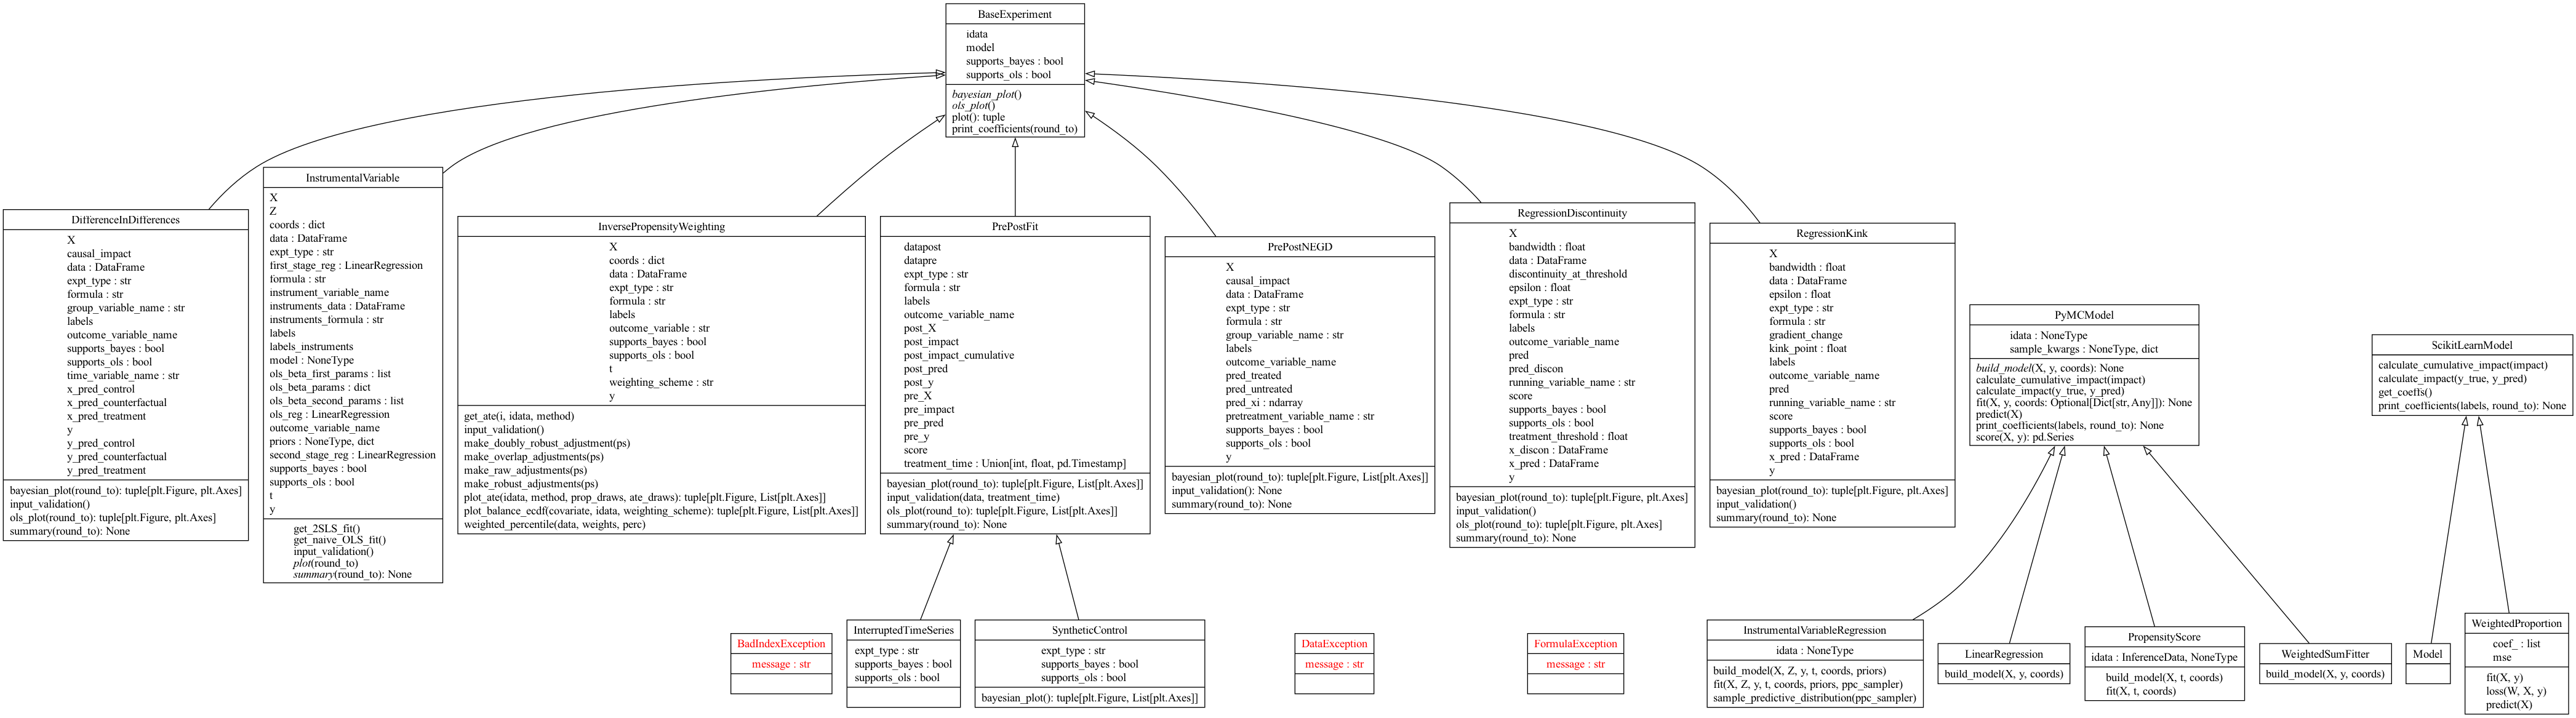 BaseExperiment
idata
model
supports_bayes : bool
supports_ols : bool
bayesian_plot()
ols_plot()
plot(): tuple
print_coefficients(round_to)
DifferenceInDifferences
X
causal_impact
data : DataFrame
expt_type : str
formula : str
group_variable_name : str
labels
outcome_variable_name
supports_bayes : bool
supports_ols : bool
time_variable_name : str
x_pred_control
x_pred_counterfactual
x_pred_treatment
y
y_pred_control
y_pred_counterfactual
y_pred_treatment
bayesian_plot(round_to): tuple[plt.Figure, plt.Axes]
input_validation()
ols_plot(round_to): tuple[plt.Figure, plt.Axes]
summary(round_to): None
InstrumentalVariable
X
Z
coords : dict
data : DataFrame
expt_type : str
first_stage_reg : LinearRegression
formula : str
instrument_variable_name
instruments_data : DataFrame
instruments_formula : str
labels
labels_instruments
model : NoneType
ols_beta_first_params : list
ols_beta_params : dict
ols_beta_second_params : list
ols_reg : LinearRegression
outcome_variable_name
priors : NoneType, dict
second_stage_reg : LinearRegression
supports_bayes : bool
supports_ols : bool
t
y
get_2SLS_fit()
get_naive_OLS_fit()
input_validation()
plot(round_to)
summary(round_to): None
InversePropensityWeighting
X
coords : dict
data : DataFrame
expt_type : str
formula : str
labels
outcome_variable : str
supports_bayes : bool
supports_ols : bool
t
weighting_scheme : str
y
get_ate(i, idata, method)
input_validation()
make_doubly_robust_adjustment(ps)
make_overlap_adjustments(ps)
make_raw_adjustments(ps)
make_robust_adjustments(ps)
plot_ate(idata, method, prop_draws, ate_draws): tuple[plt.Figure, List[plt.Axes]]
plot_balance_ecdf(covariate, idata, weighting_scheme): tuple[plt.Figure, List[plt.Axes]]
weighted_percentile(data, weights, perc)
PrePostFit
datapost
datapre
expt_type : str
formula : str
labels
outcome_variable_name
post_X
post_impact
post_impact_cumulative
post_pred
post_y
pre_X
pre_impact
pre_pred
pre_y
score
treatment_time : Union[int, float, pd.Timestamp]
bayesian_plot(round_to): tuple[plt.Figure, List[plt.Axes]]
input_validation(data, treatment_time)
ols_plot(round_to): tuple[plt.Figure, List[plt.Axes]]
summary(round_to): None
PrePostNEGD
X
causal_impact
data : DataFrame
expt_type : str
formula : str
group_variable_name : str
labels
outcome_variable_name
pred_treated
pred_untreated
pred_xi : ndarray
pretreatment_variable_name : str
supports_bayes : bool
supports_ols : bool
y
bayesian_plot(round_to): tuple[plt.Figure, List[plt.Axes]]
input_validation(): None
summary(round_to): None
RegressionDiscontinuity
X
bandwidth : float
data : DataFrame
discontinuity_at_threshold
epsilon : float
expt_type : str
formula : str
labels
outcome_variable_name
pred
pred_discon
running_variable_name : str
score
supports_bayes : bool
supports_ols : bool
treatment_threshold : float
x_discon : DataFrame
x_pred : DataFrame
y
bayesian_plot(round_to): tuple[plt.Figure, plt.Axes]
input_validation()
ols_plot(round_to): tuple[plt.Figure, plt.Axes]
summary(round_to): None
RegressionKink
X
bandwidth : float
data : DataFrame
epsilon : float
expt_type : str
formula : str
gradient_change
kink_point : float
labels
outcome_variable_name
pred
running_variable_name : str
score
supports_bayes : bool
supports_ols : bool
x_pred : DataFrame
y
bayesian_plot(round_to): tuple[plt.Figure, plt.Axes]
input_validation()
summary(round_to): None
PyMCModel
idata : NoneType
sample_kwargs : NoneType, dict
build_model(X, y, coords): None
calculate_cumulative_impact(impact)
calculate_impact(y_true, y_pred)
fit(X, y, coords: Optional[Dict[str, Any]]): None
predict(X)
print_coefficients(labels, round_to): None
score(X, y): pd.Series
ScikitLearnModel
calculate_cumulative_impact(impact)
calculate_impact(y_true, y_pred)
get_coeffs()
print_coefficients(labels, round_to): None
BadIndexException
message : str
InterruptedTimeSeries
expt_type : str
supports_bayes : bool
supports_ols : bool
SyntheticControl
expt_type : str
supports_bayes : bool
supports_ols : bool
bayesian_plot(): tuple[plt.Figure, List[plt.Axes]]
DataException
message : str
FormulaException
message : str
InstrumentalVariableRegression
idata : NoneType
build_model(X, Z, y, t, coords, priors)
fit(X, Z, y, t, coords, priors, ppc_sampler)
sample_predictive_distribution(ppc_sampler)
LinearRegression
build_model(X, y, coords)
PropensityScore
idata : InferenceData, NoneType
build_model(X, t, coords)
fit(X, t, coords)
WeightedSumFitter
build_model(X, y, coords)
Model
WeightedProportion
coef_ : list
mse
fit(X, y)
loss(W, X, y)
predict(X)